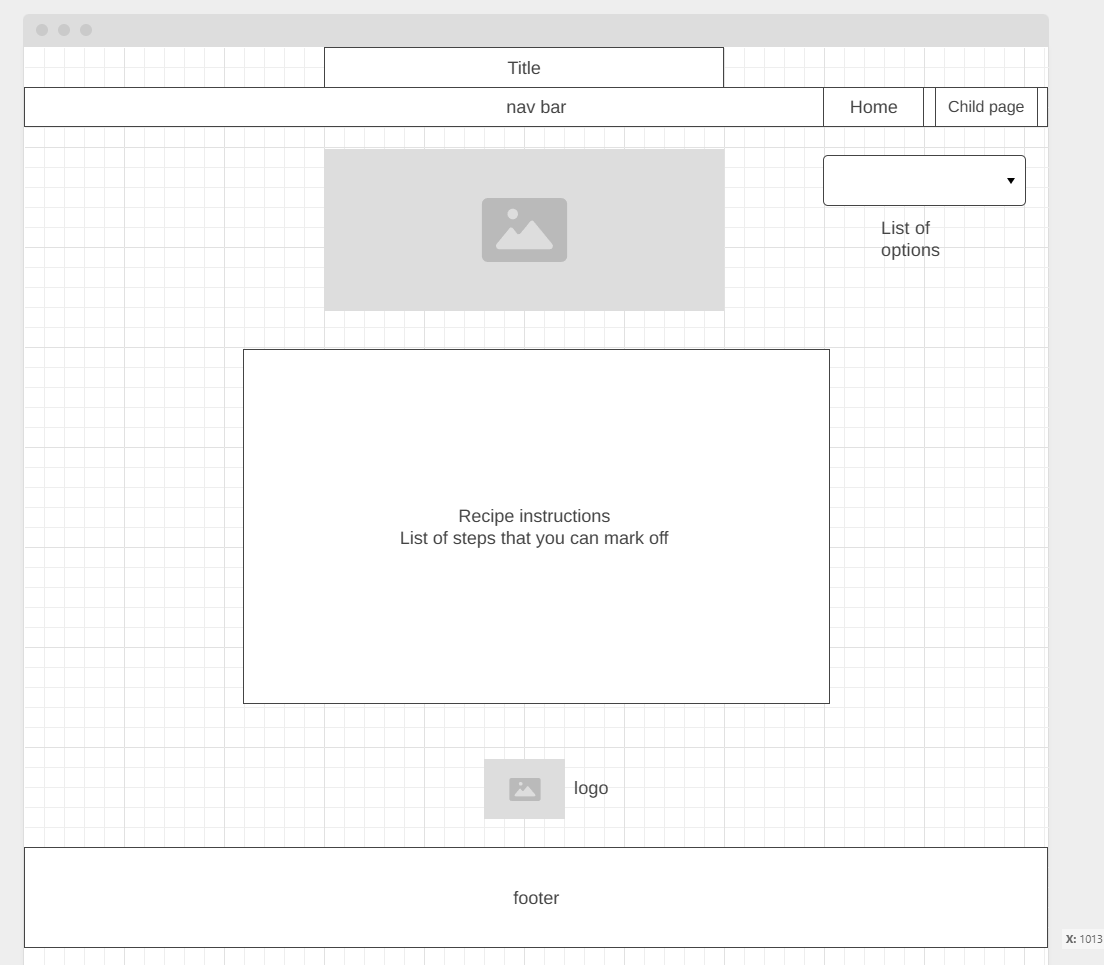 Title
nav bar
Home
Child page
List of
options
Recipe instructions
List of steps that you can mark off
logo
footer
X: 1013